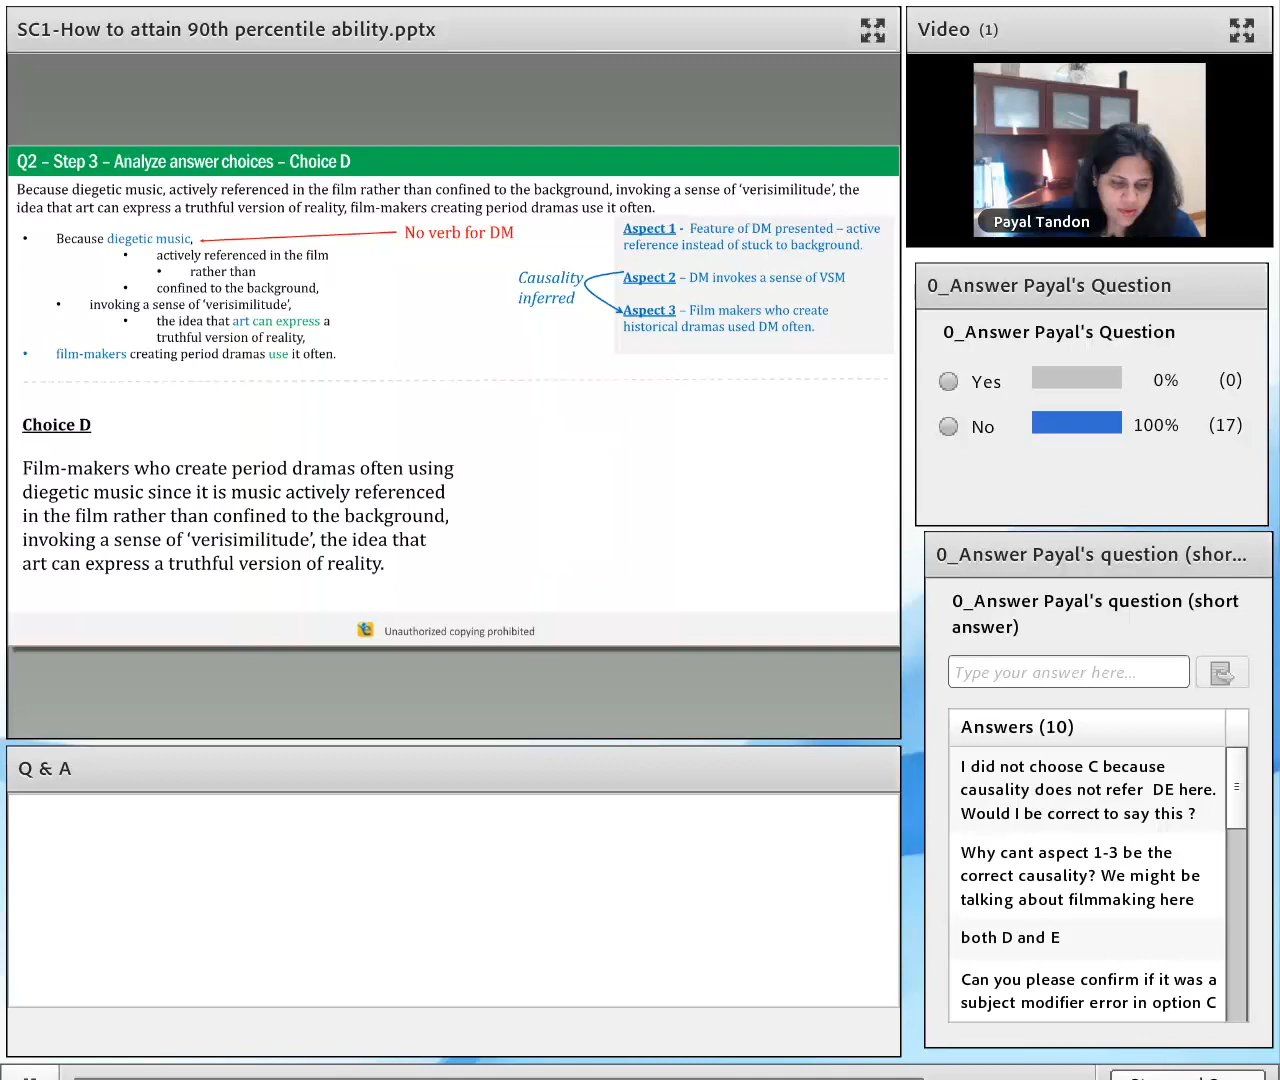 SC1-How to attain 90th percentile ability.pptx
Q2 – Step 3 – Analyze answer choices – Choice D
Because diegetic music, actively referenced in the film rather than confined to the background, invoking a sense of ‘verisimilitude’, the
idea that art can express a truthful version of reality, film-makers creating period dramas use it often.
• Because diegetic music,
• actively referenced in the film
• rather than
• confined to the background,
• invoking a sense of ‘verisimilitude’,
• the idea that art can express a
truthful version of reality,
• film-makers creating period dramas use it often.
No verb for DM
Causality
inferred
Aspect 1 - Feature of DM presented – active
reference instead of stuck to background.
Aspect 2 – DM invokes a sense of VSM
Aspect 3 – Film makers who create
historical dramas used DM often.
Choice D
Film-makers who create period dramas often using
diegetic music since it is music actively referenced
in the film rather than confined to the background,
invoking a sense of ‘verisimilitude’, the idea that
art can express a truthful version of reality.
Unauthorized copying prohibited
Q & A
Video (1)
Payal Tandon
0_Answer Payal's Question
0_Answer Payal's Question
Yes 0% (0)
No 100% (17)
0_Answer Payal's question (shor...
0_Answer Payal's question (short
answer)
Type your answer here...
Answers (10)
I did not choose C because
causality does not refer DE here.
Would I be correct to say this ?
Why cant aspect 1-3 be the
correct causality? We might be
talking about filmmaking here
both D and E
Can you please confirm if it was a
subject modifier error in option C